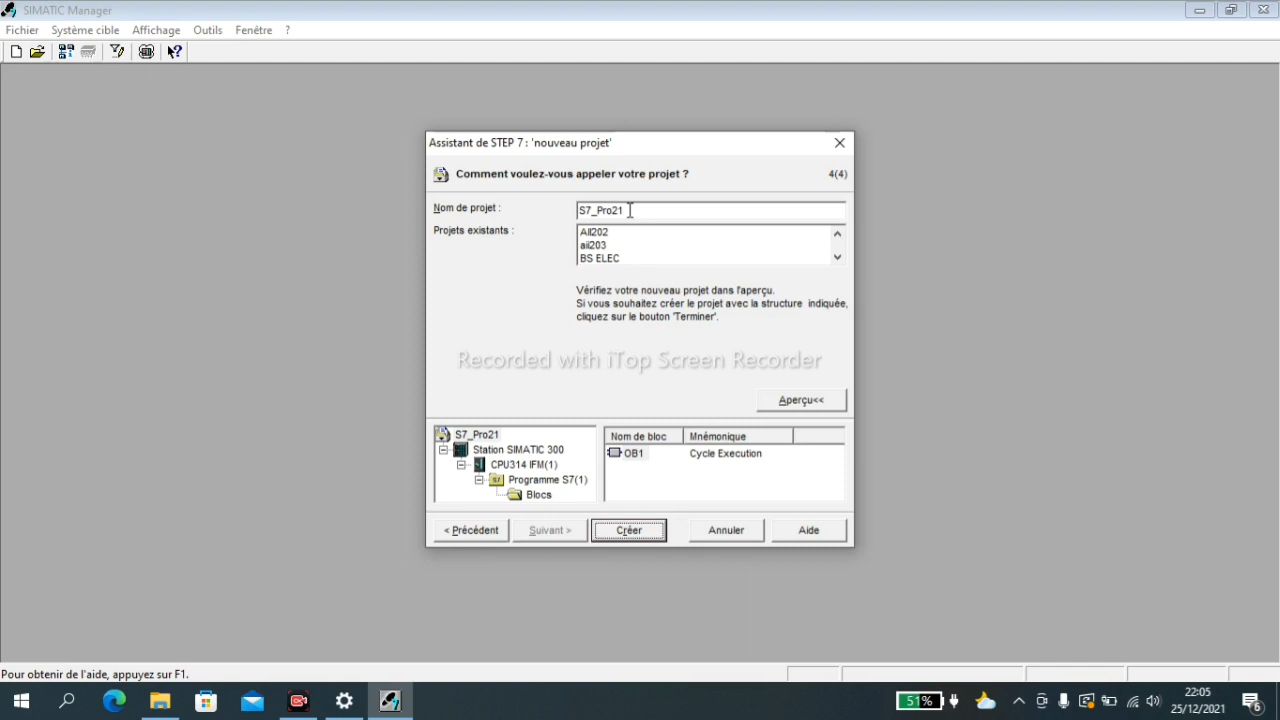 SIMATIC Manager
Fichier Système cible Affichage Outils Fenêtre ?
Assistant de STEP 7 : 'nouveau projet'
Comment voulez-vous appeler votre projet ?
4(4)
Nom de projet :
S7_Pro21
Projets existants :
All202
aii203
BS ELEC
Vérifiez votre nouveau projet dans l'aperçu.
Si vous souhaitez créer le projet avec la structure indiquée,
cliquez sur le bouton 'Terminer'.
Recorded with iTop Screen Recorder
Aperçu<<
S7_Pro21
Station SIMATIC 300
CPU314 IFM(1)
Programme S7(1)
Blocs
Nom de bloc Mnémonique
OB1 Cycle Execution
< Précédent Suivant > Créer Annuler Aide
Pour obtenir de l'aide, appuyez sur F1.
51%
22:05
25/12/2021
6